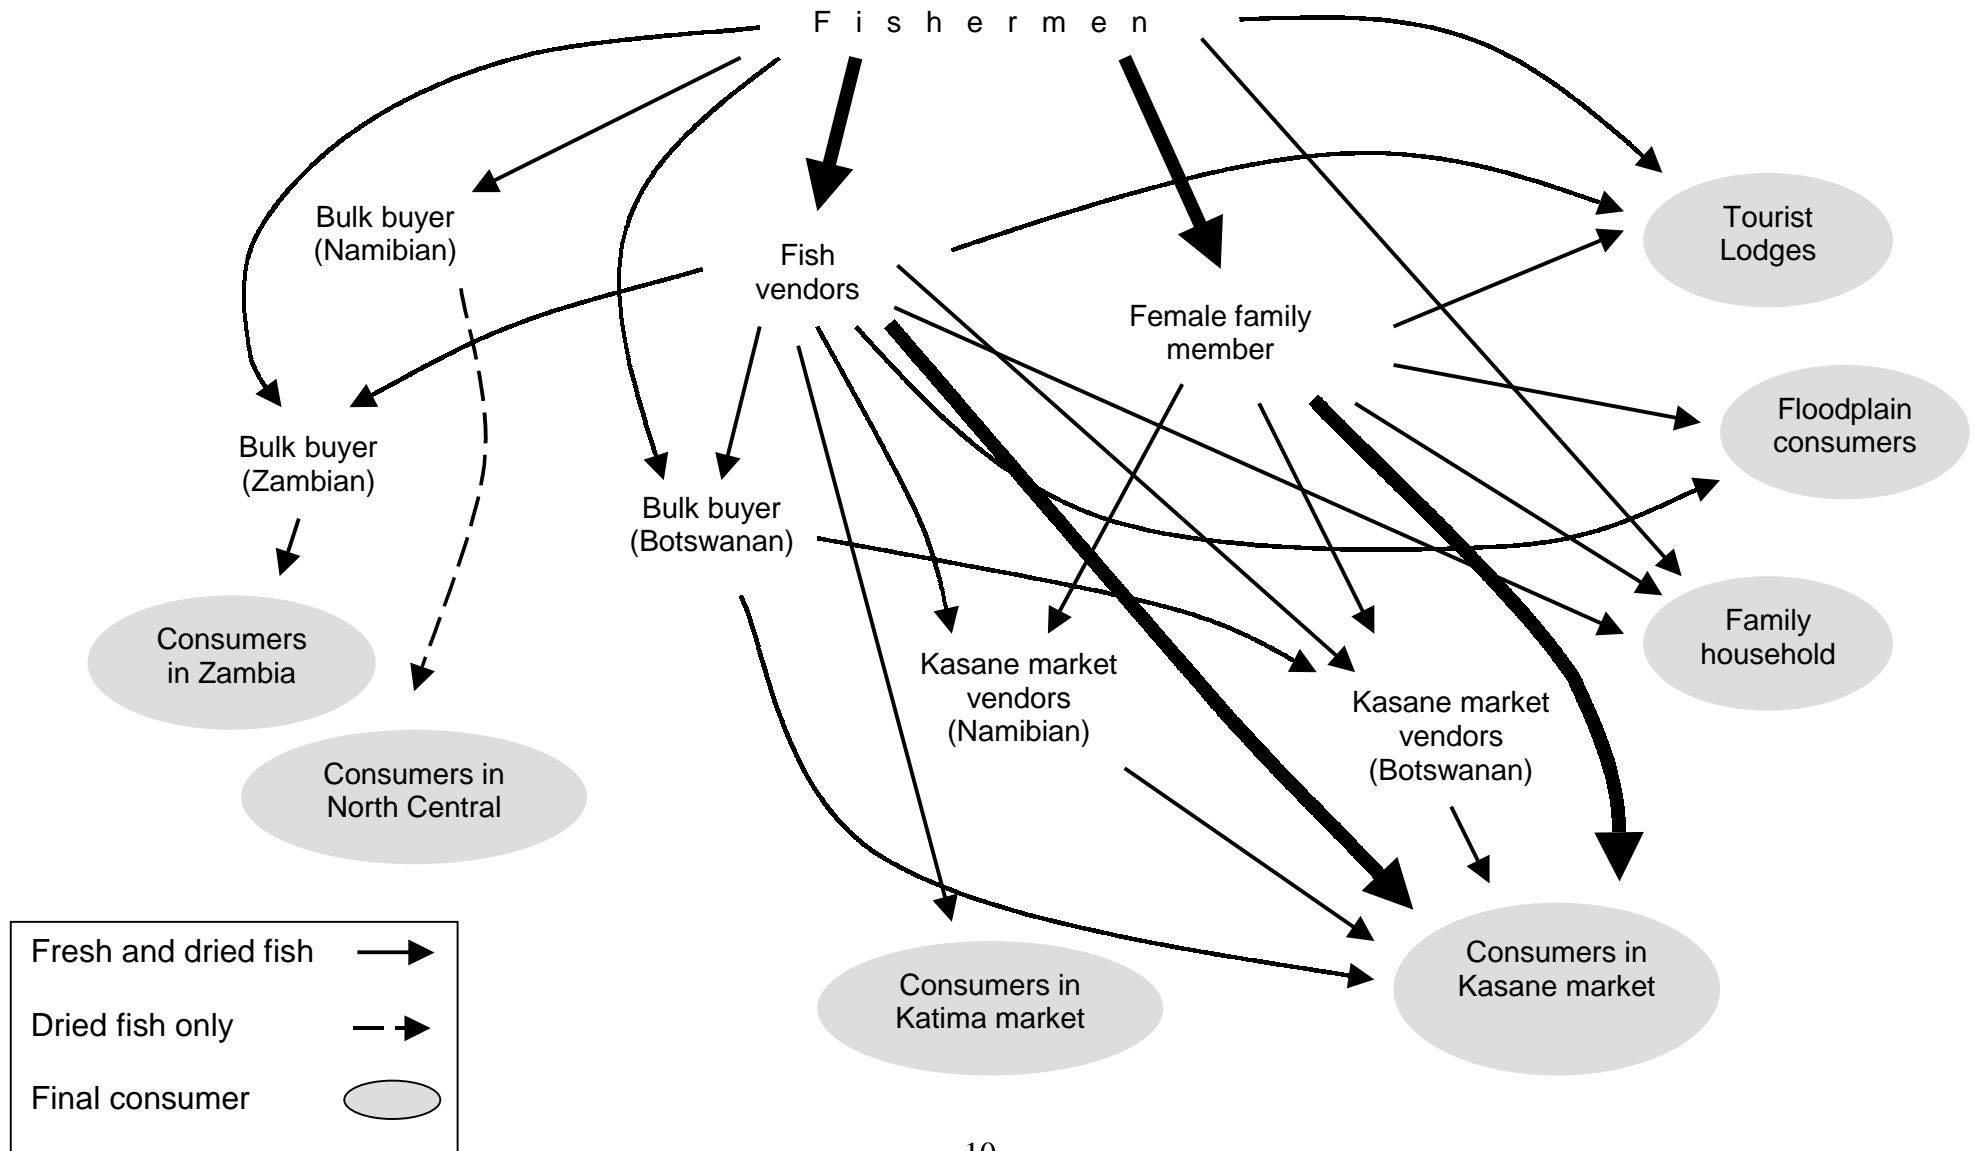 F i s h e r m e n
Bulk buyer
(Namibian)
Fish
vendors
Female family
member
Tourist
Lodges
Floodplain
consumers
Bulk buyer
(Zambian)
Bulk buyer
(Botswanan)
Consumers
in Zambia
Kasane market
vendors
(Namibian)
Kasane market
vendors
(Botswanan)
Family
household
Consumers in
North Central
Consumers in
Katima market
Consumers in
Kasane market
Fresh and dried fish
Dried fish only
Final consumer
10